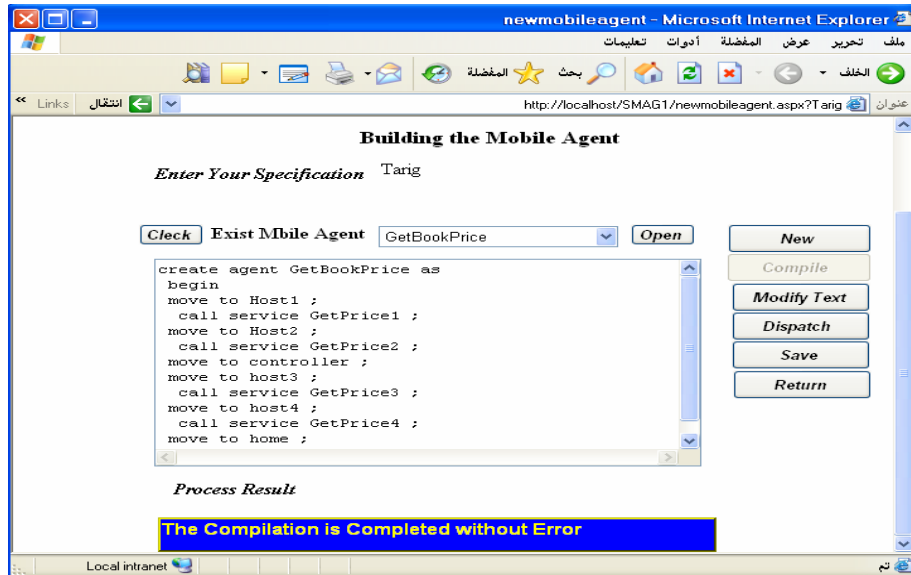 newmobileagent - Microsoft Internet Explorer
ملف تحرير عرض المفضلة أدوات تعليمات
الخلف بحث المفضلة
عنوان http://localhost/SMAG1/newmobileagent.aspx?Tarig انتقال Links »
Building the Mobile Agent
Enter Your Specification Tarig
Cleck Exist Mbile Agent GetBookPrice Open
New
Compile
Modify Text
Dispatch
Save
Return
create agent GetBookPrice as
begin
move to Host1 ;
call service GetPrice1 ;
move to Host2 ;
call service GetPrice2 ;
move to controller ;
move to host3 ;
call service GetPrice3 ;
move to host4 ;
call service GetPrice4 ;
move to home ;
Process Result
The Compilation is Completed without Error
Local intranet تم